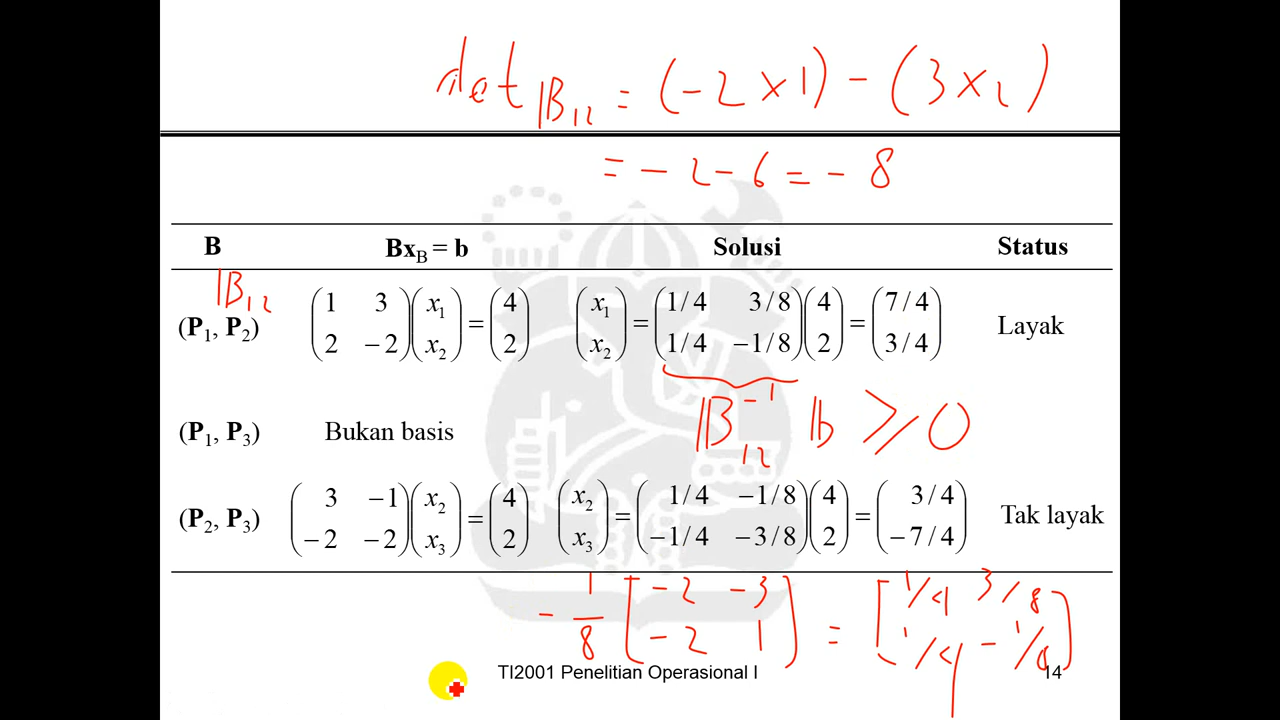 det B₁₂ = (-2 x 1) - (3 x 2)
= - 2 - 6 = - 8
B Bx_B = b Solusi Status
B₁₂
(P₁, P₂) (1 3; 2 −2)(x₁; x₂) = (4; 2) (x₁; x₂) = (1/4 3/8; 1/4 −1/8)(4; 2) = (7/4; 3/4) Layak
B₁₂⁻¹ b ≥ 0
(P₁, P₃) Bukan basis
(P₂, P₃) (3 −1; −2 −2)(x₂; x₃) = (4; 2) (x₂; x₃) = (1/4 −1/8; −1/4 −3/8)(4; 2) = (3/4; −7/4) Tak layak
- 1/8 [-2 -3; -2 1] = [1/4 3/8; 1/4 -1/8]
TI2001 Penelitian Operasional I 14